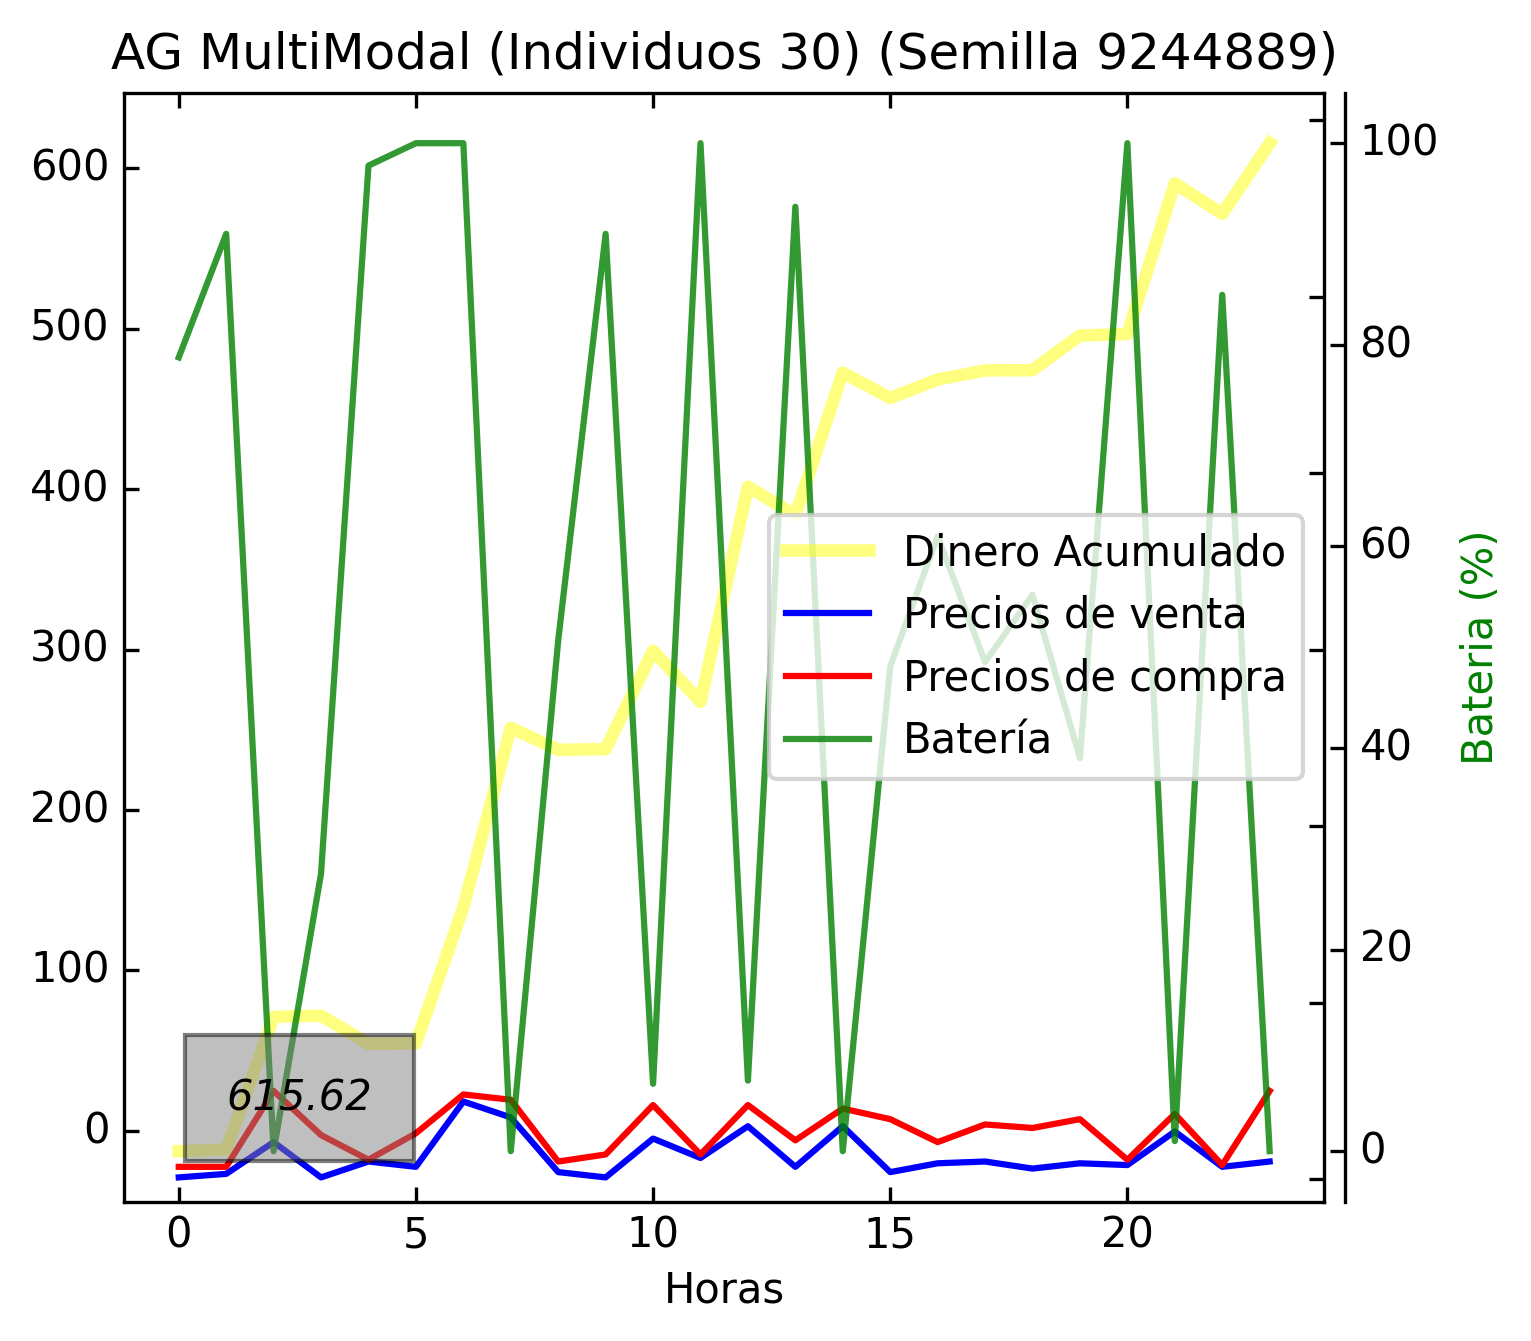 AG MultiModal (Individuos 30) (Semilla 9244889)
600
500
400
300
200
100
0
100
80
60
40
20
0
Bateria (%)
Dinero Acumulado
Precios de venta
Precios de compra
Batería
615.62
0 5 10 15 20
Horas